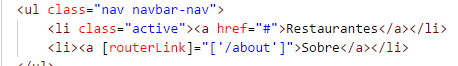 <ul class="nav navbar-nav">
<li class="active"><a href="#">Restaurantes</a></li>
<li><a [routerLink]="['/about']">Sobre</a></li>
</ul>